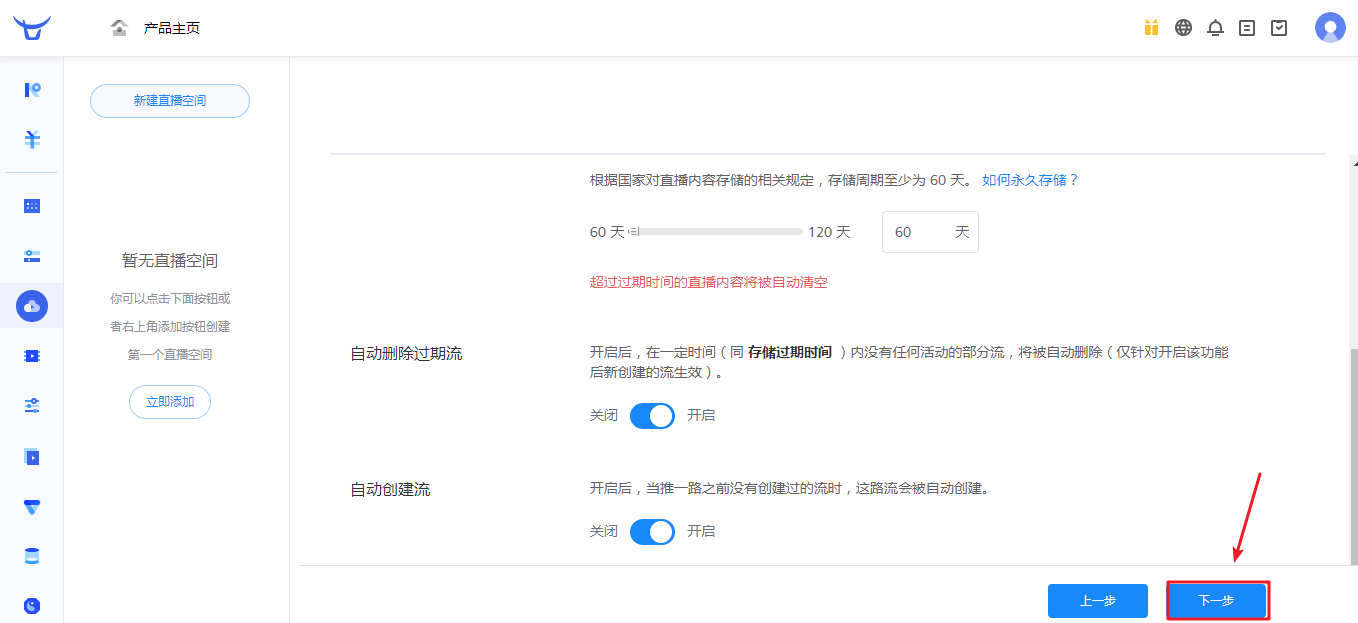 产品主页
新建直播空间
暂无直播空间
你可以点击下面按钮或
者右上角添加按钮创建
第一个直播空间
立即添加
根据国家对直播内容存储的相关规定，存储周期至少为 60 天。 如何永久存储？
60 天 120 天 60 天
超过过期时间的直播内容将被自动清空
自动删除过期流
开启后，在一定时间（同 存储过期时间 ）内没有任何活动的部分流，将被自动删除（仅针对开启该功能
后新创建的流生效）。
关闭 开启
自动创建流
开启后，当推一路之前没有创建过的流时，这路流会被自动创建。
关闭 开启
上一步 下一步